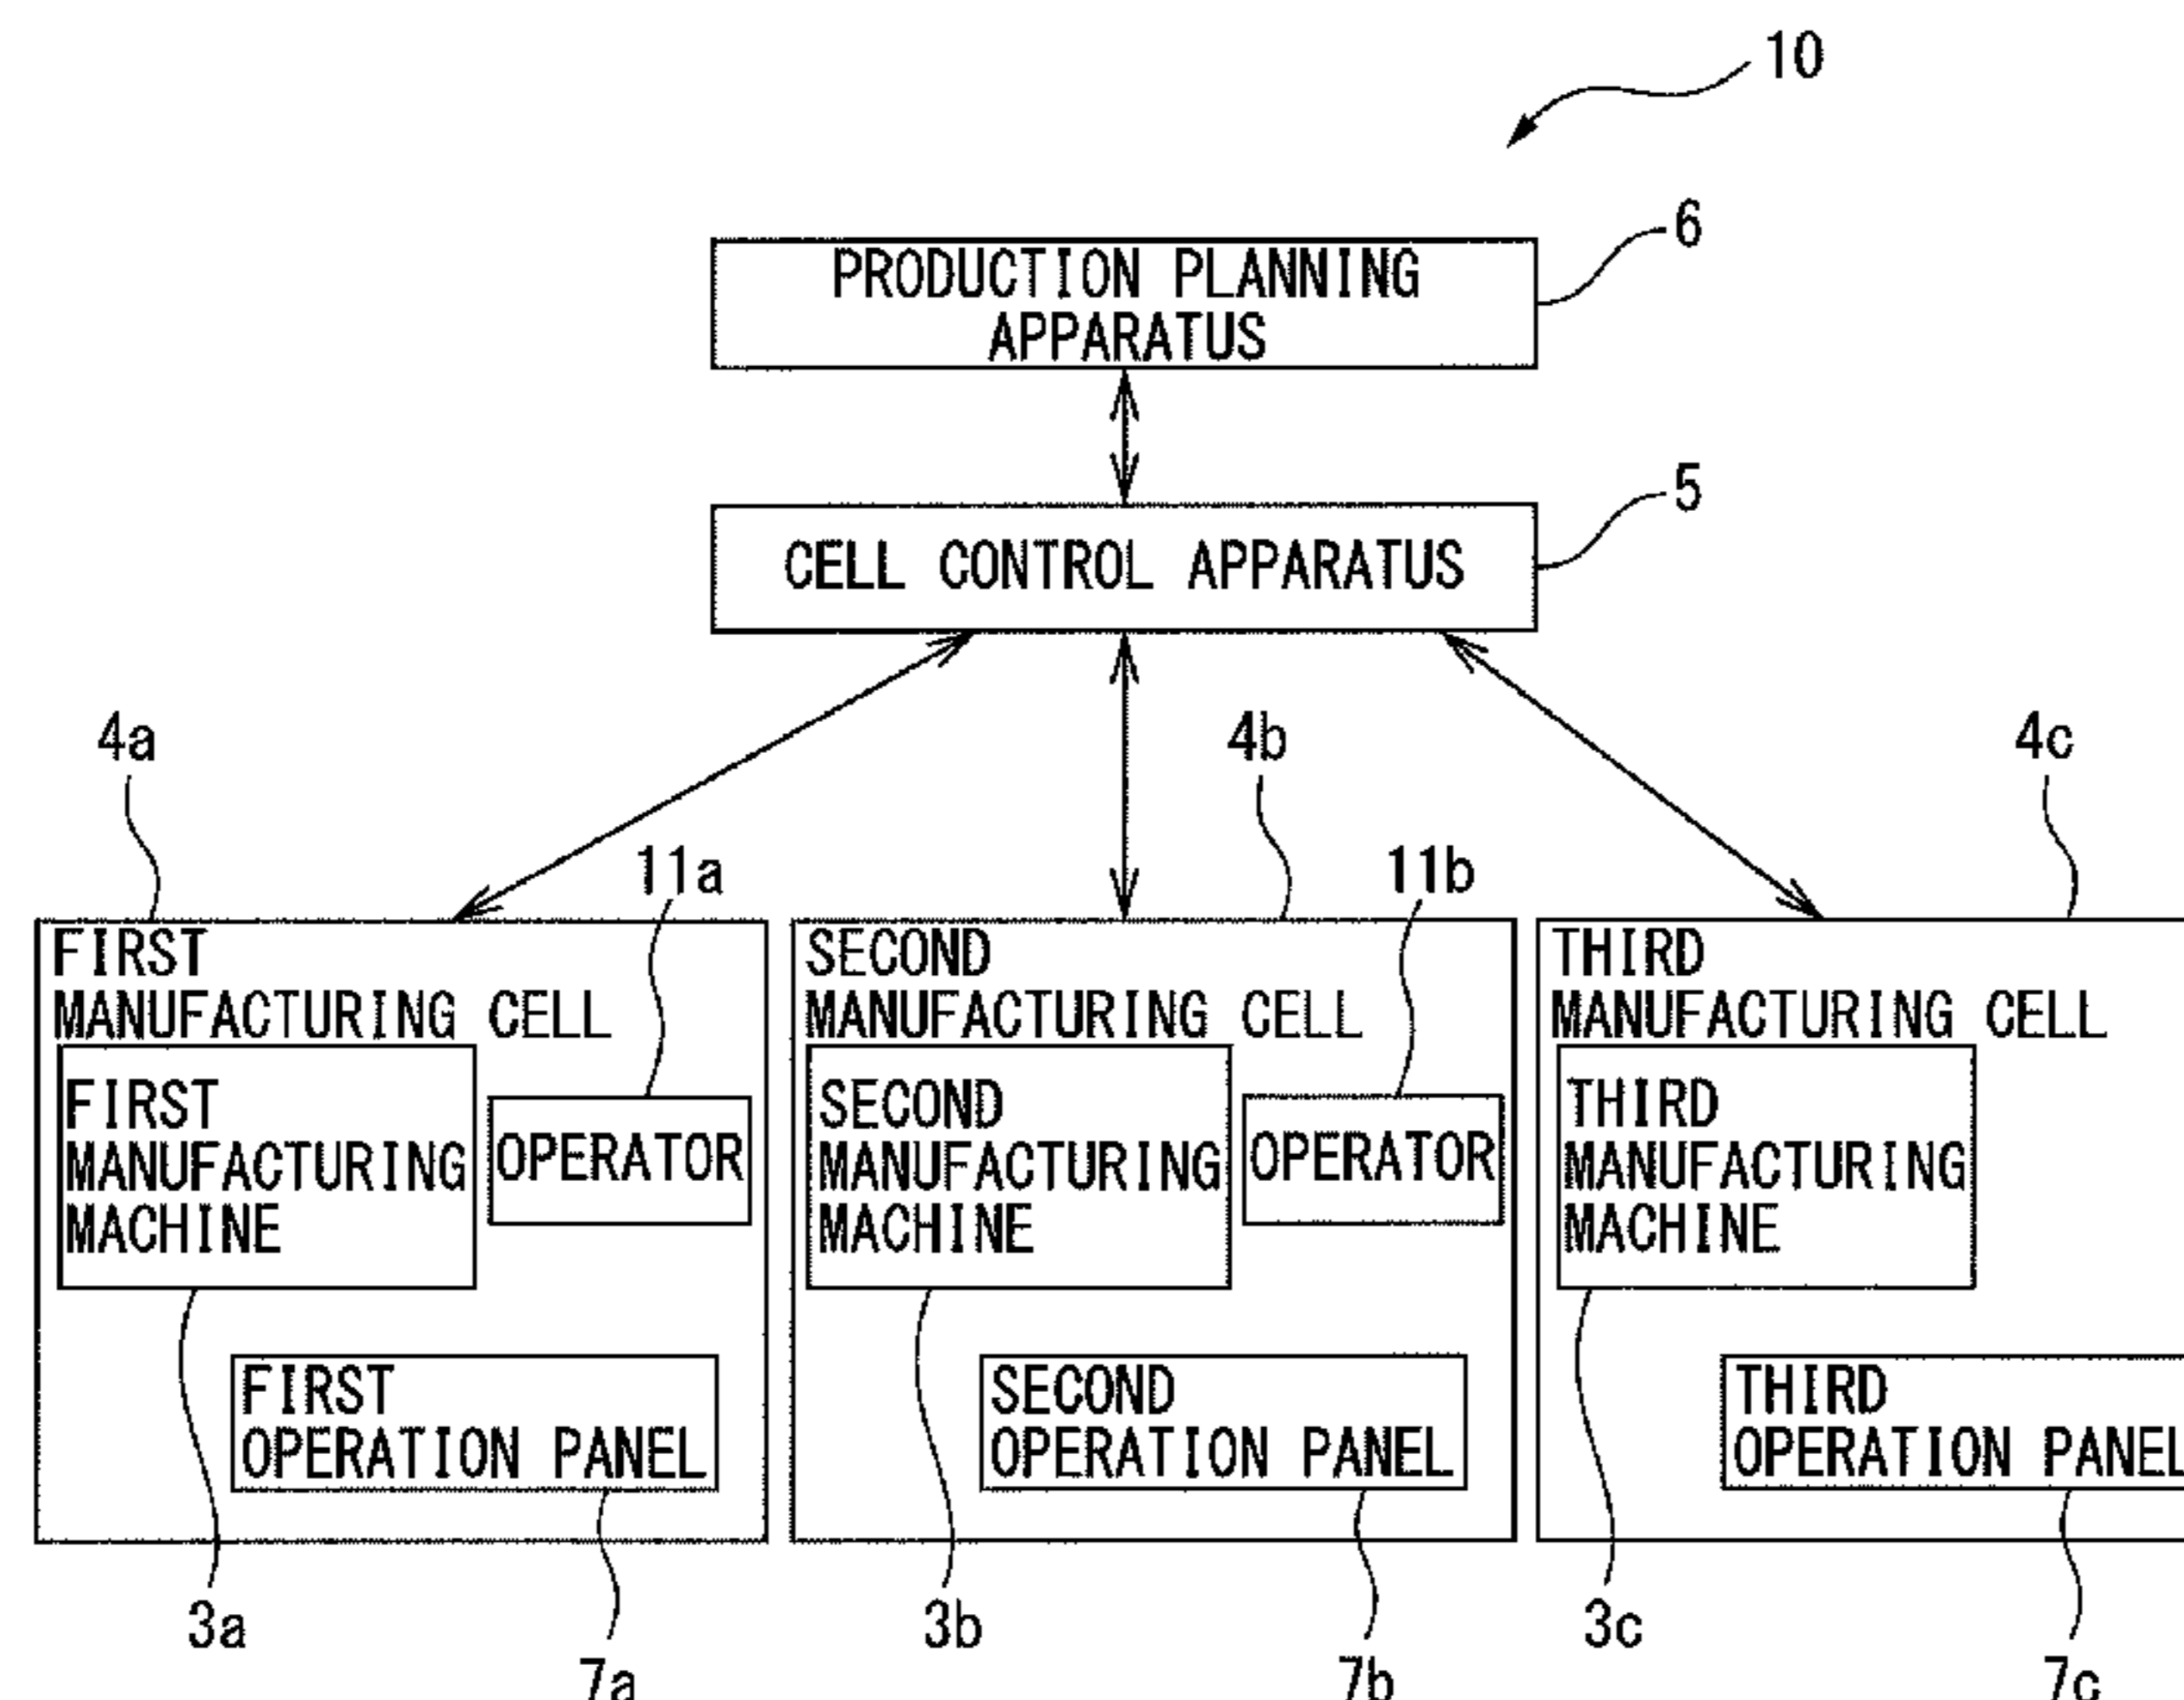 10
6
PRODUCTION PLANNING
APPARATUS
5
CELL CONTROL APPARATUS
4a
4b
4c
11a
11b
FIRST
MANUFACTURING CELL
FIRST
MANUFACTURING
MACHINE
OPERATOR
FIRST
OPERATION PANEL
SECOND
MANUFACTURING CELL
SECOND
MANUFACTURING
MACHINE
OPERATOR
SECOND
OPERATION PANEL
THIRD
MANUFACTURING CELL
THIRD
MANUFACTURING
MACHINE
THIRD
OPERATION PANEL
3a
3b
3c
7a
7b
7c